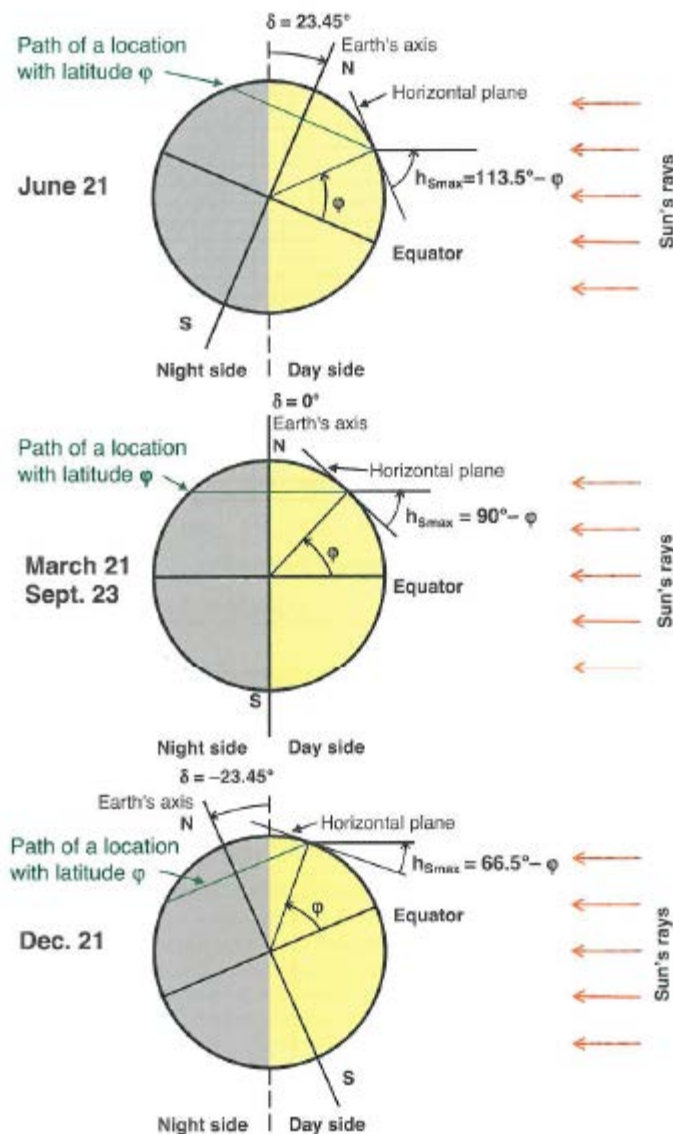 δ = 23.45°
Path of a location
with latitude φ
Earth's axis
N
Horizontal plane
June 21
h_Smax = 113.5° – φ
φ
Equator
Sun's rays
S
Night side
Day side
δ = 0°
Earth's axis
N
Path of a location
with latitude φ
Horizontal plane
h_Smax = 90° – φ
φ
March 21
Sept. 23
Equator
Sun's rays
S
Night side
Day side
δ = –23.45°
Earth's axis
N
Horizontal plane
Path of a location
with latitude φ
h_Smax = 66.5° – φ
φ
Equator
Dec. 21
Sun's rays
S
Night side
Day side